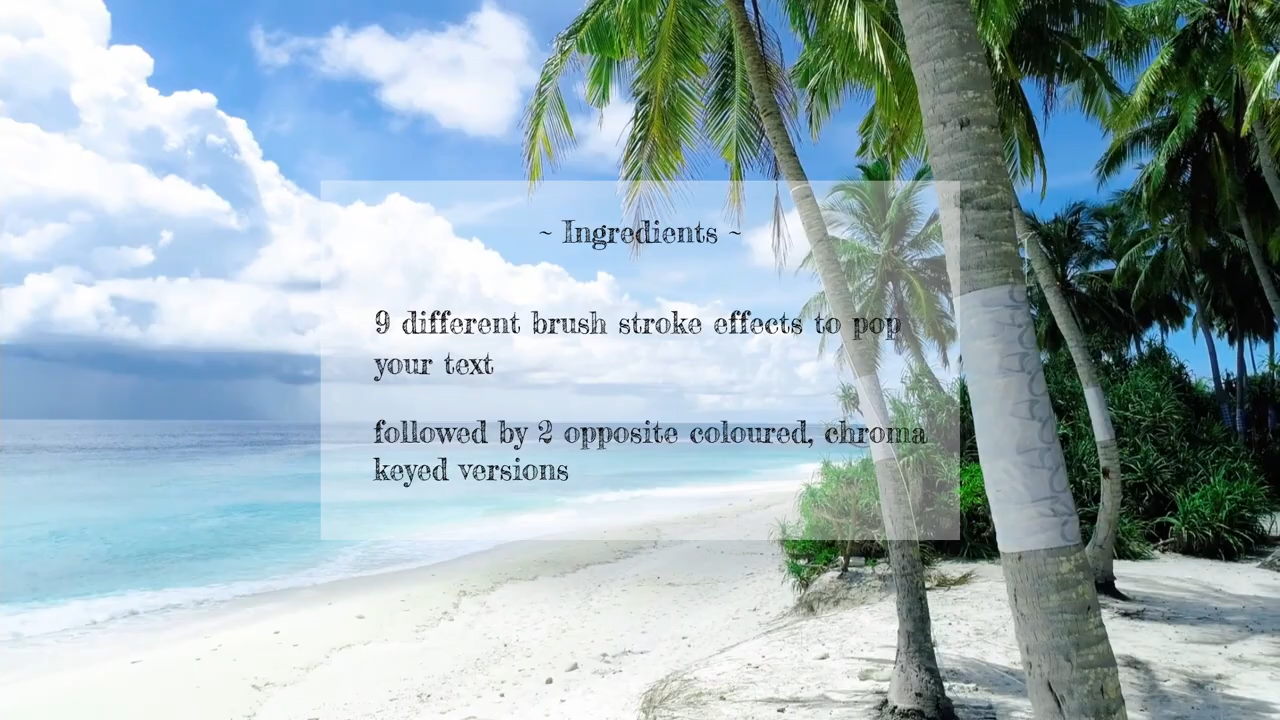 ~ Ingredients ~
9 different brush stroke effects to pop
your text
followed by 2 opposite coloured, chroma
keyed versions